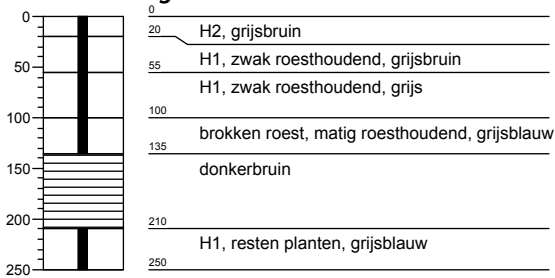 0
0
20
H2, grijsbruin
H1, zwak roesthoudend, grijsbruin
50
55
H1, zwak roesthoudend, grijs
100
100
brokken roest, matig roesthoudend, grijsblauw
135
donkerbruin
150
200
210
H1, resten planten, grijsblauw
250
250